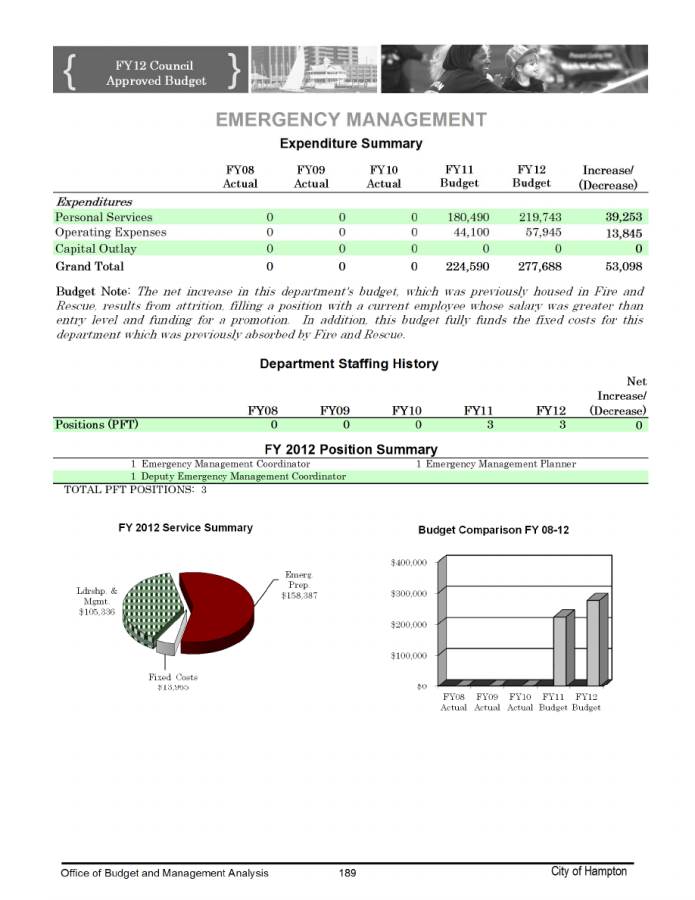 FY12 Council
Approved Budget
EMERGENCY MANAGEMENT
Expenditure Summary
FY08 Actual FY09 Actual FY10 Actual FY11 Budget FY12 Budget Increase/ (Decrease)
Expenditures
Personal Services 0 0 0 180,490 219,743 39,253
Operating Expenses 0 0 0 44,100 57,945 13,845
Capital Outlay 0 0 0 0 0 0
Grand Total 0 0 0 224,590 277,688 53,098
Budget Note: The net increase in this department's budget, which was previously housed in Fire and
Rescue, results from attrition, filling a position with a current employee whose salary was greater than
entry level and funding for a promotion. In addition, this budget fully funds the fixed costs for this
department which was previously absorbed by Fire and Rescue.
Department Staffing History
FY08 FY09 FY10 FY11 FY12 Net Increase/ (Decrease)
Positions (PFT) 0 0 0 3 3 0
FY 2012 Position Summary
1 Emergency Management Coordinator 1 Emergency Management Planner
1 Deputy Emergency Management Coordinator
TOTAL PFT POSITIONS: 3
FY 2012 Service Summary
Ldrshp. &
Mgmt.
$105,336
Emerg.
Prep.
$158,387
Fixed Costs
$13,965
Budget Comparison FY 08-12
$400,000
$300,000
$200,000
$100,000
$0
FY08 FY09 FY10 FY11 FY12
Actual Actual Actual Budget Budget
Office of Budget and Management Analysis 189 City of Hampton